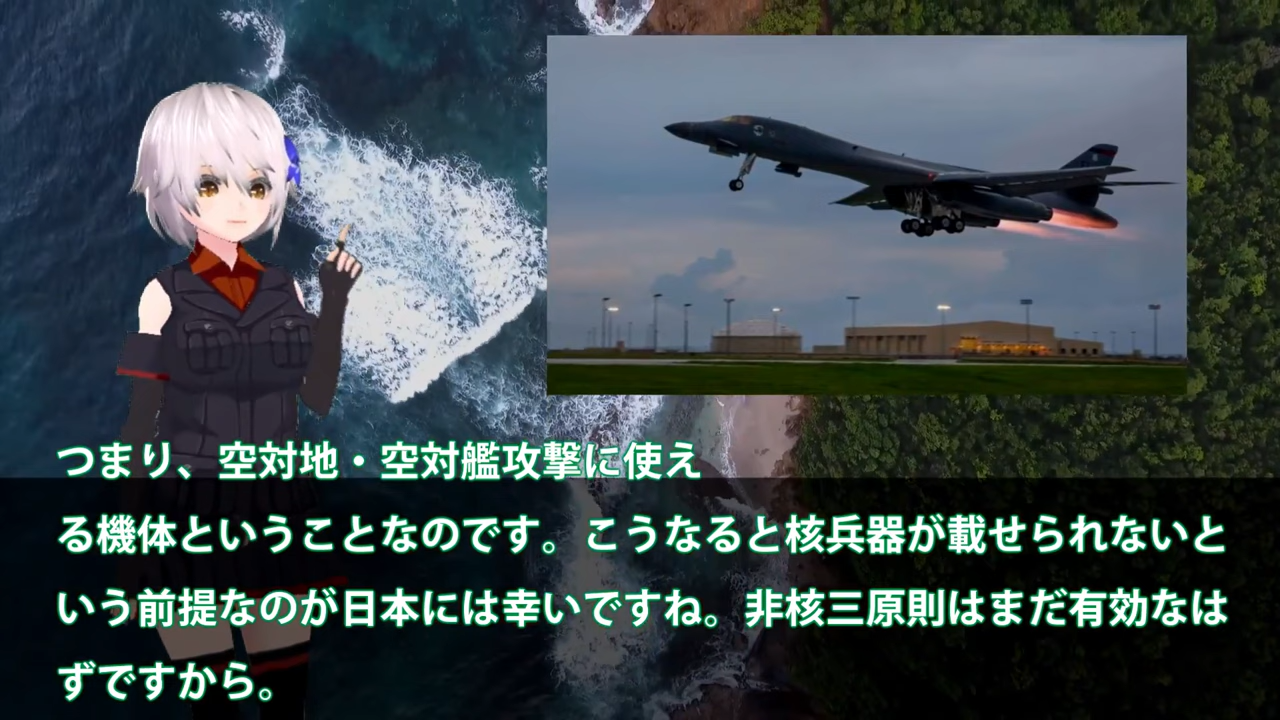 つまり、空対地・空対艦攻撃に使え
る機体ということなのです。こうなると核兵器が載せられないと
いう前提なのが日本には幸いですね。非核三原則はまだ有効なは
ずですから。